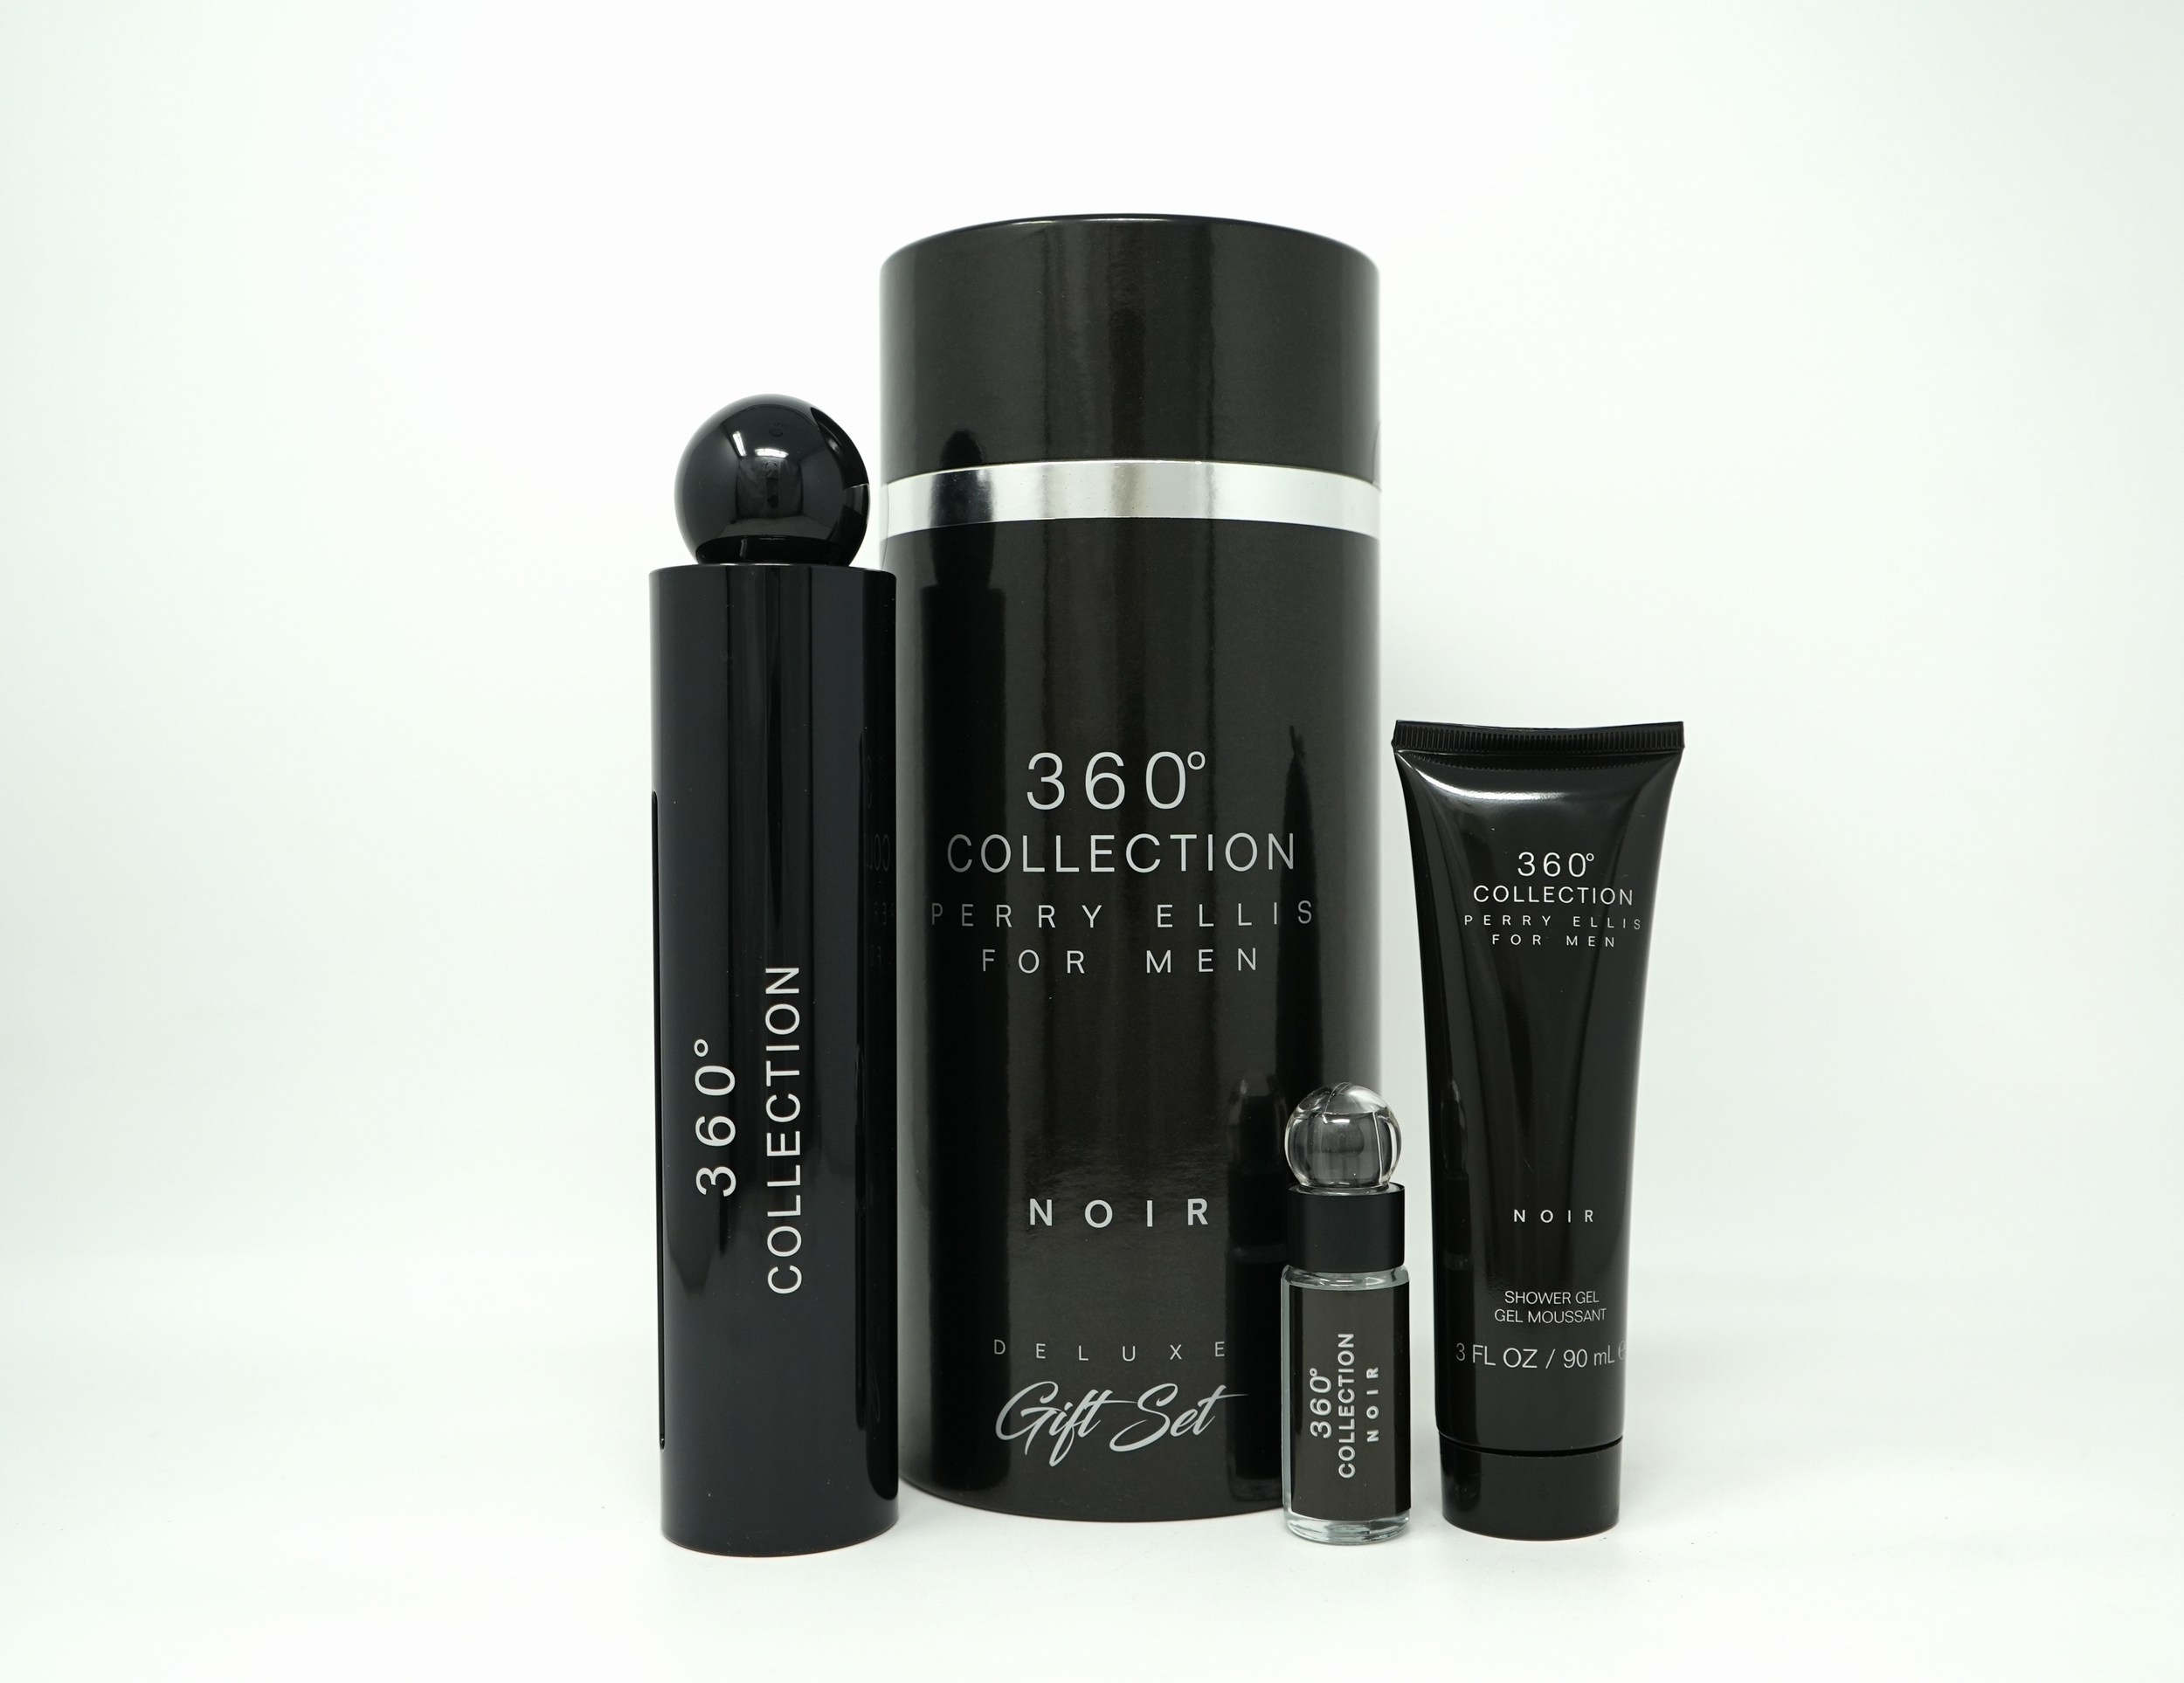 360°
COLLECTION
360°
COLLECTION
PERRY ELLIS
FOR MEN
NOIR
DELUXE
Gift Set
360°
COLLECTION
NOIR
360°
COLLECTION
PERRY ELLIS
FOR MEN
NOIR
SHOWER GEL
GEL MOUSSANT
3 FL OZ / 90 mL ℮